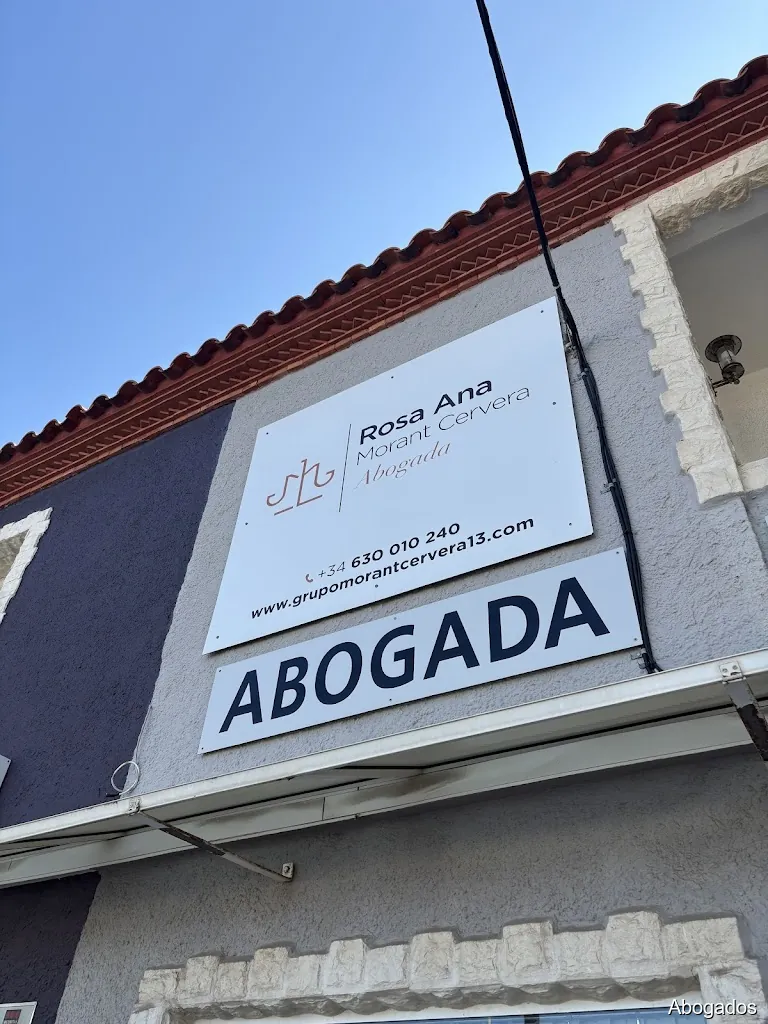 Rosa Ana
Morant Cervera
Abogada
+34 630 010 240
www.grupomorantcervera13.com
ABOGADA
Abogados